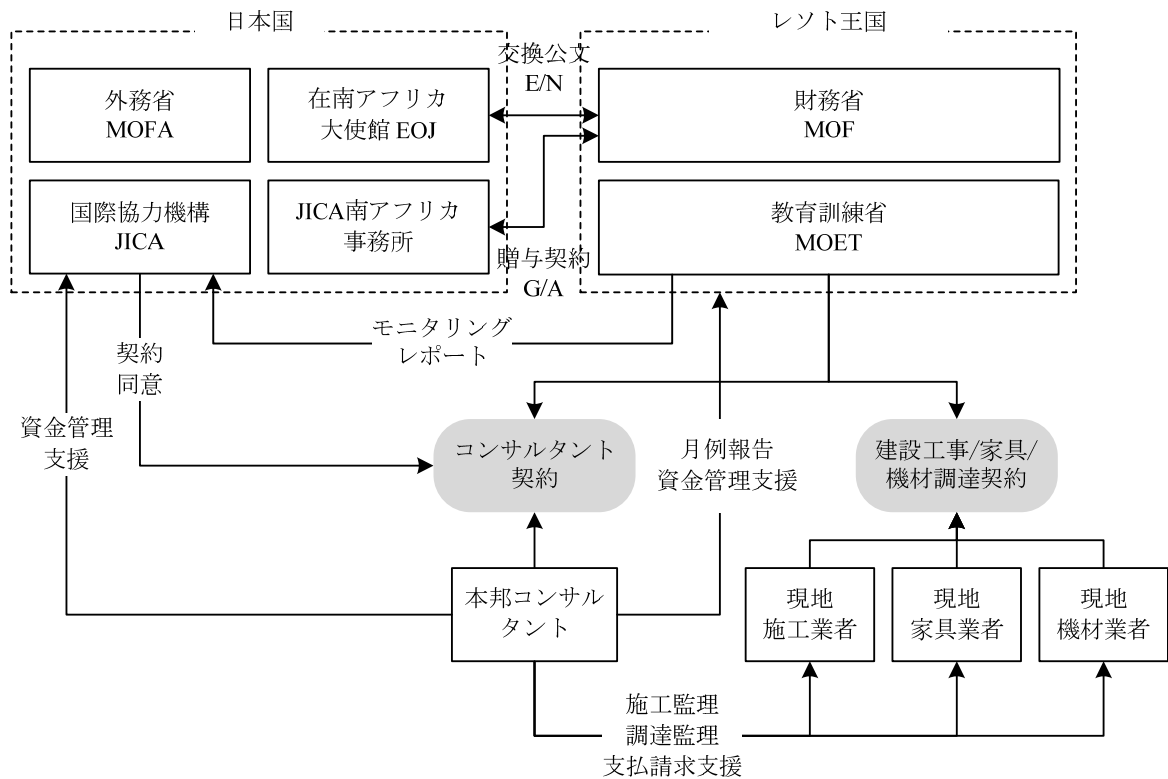 日本国
レソト王国
外務省
MOFA
在南アフリカ
大使館 EOJ
交換公文
E/N
財務省
MOF
国際協力機構
JICA
JICA南アフリカ
事務所
贈与契約
G/A
教育訓練省
MOET
モニタリング
レポート
契約
同意
資金管理
支援
コンサルタント
契約
月例報告
資金管理支援
建設工事/家具/
機材調達契約
本邦コンサル
タント
現地
施工業者
現地
家具業者
現地
機材業者
施工監理
調達監理
支払請求支援